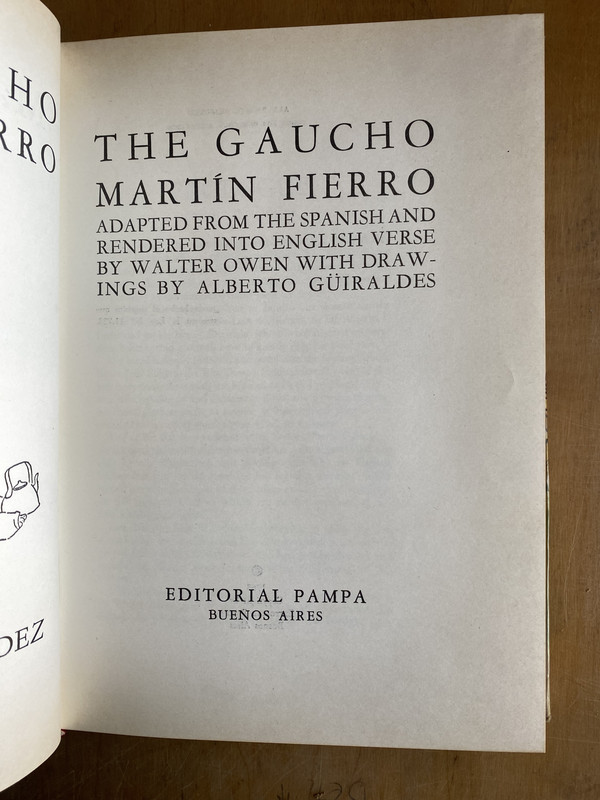 HO
RRO
DEZ
THE GAUCHO
MARTÍN FIERRO
ADAPTED FROM THE SPANISH AND
RENDERED INTO ENGLISH VERSE
BY WALTER OWEN WITH DRAW-
INGS BY ALBERTO GÜIRALDES
EDITORIAL PAMPA
BUENOS AIRES